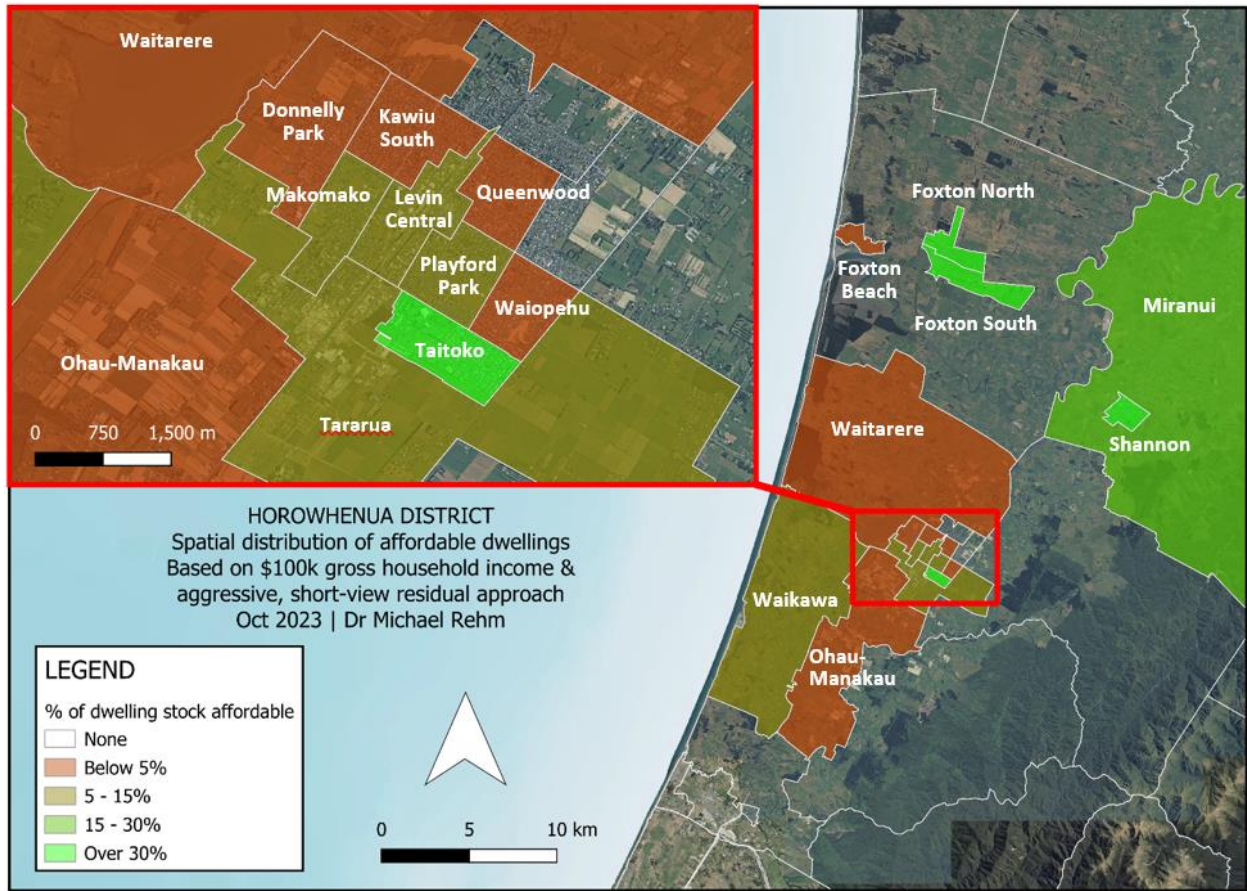 Waitarere
Donnelly
Park
Kawiu
South
Makomako
Levin
Central
Queenwood
Playford
Park
Waiopehu
Ohau-Manakau
Taitoko
Tararua
0 750 1,500 m
Foxton North
Foxton
Beach
Foxton South
Miranui
Waitarere
Shannon
Waikawa
Ohau-
Manakau
HOROWHENUA DISTRICT
Spatial distribution of affordable dwellings
Based on $100k gross household income &
aggressive, short-view residual approach
Oct 2023 | Dr Michael Rehm
LEGEND
% of dwelling stock affordable
None
Below 5%
5 - 15%
15 - 30%
Over 30%
0 5 10 km